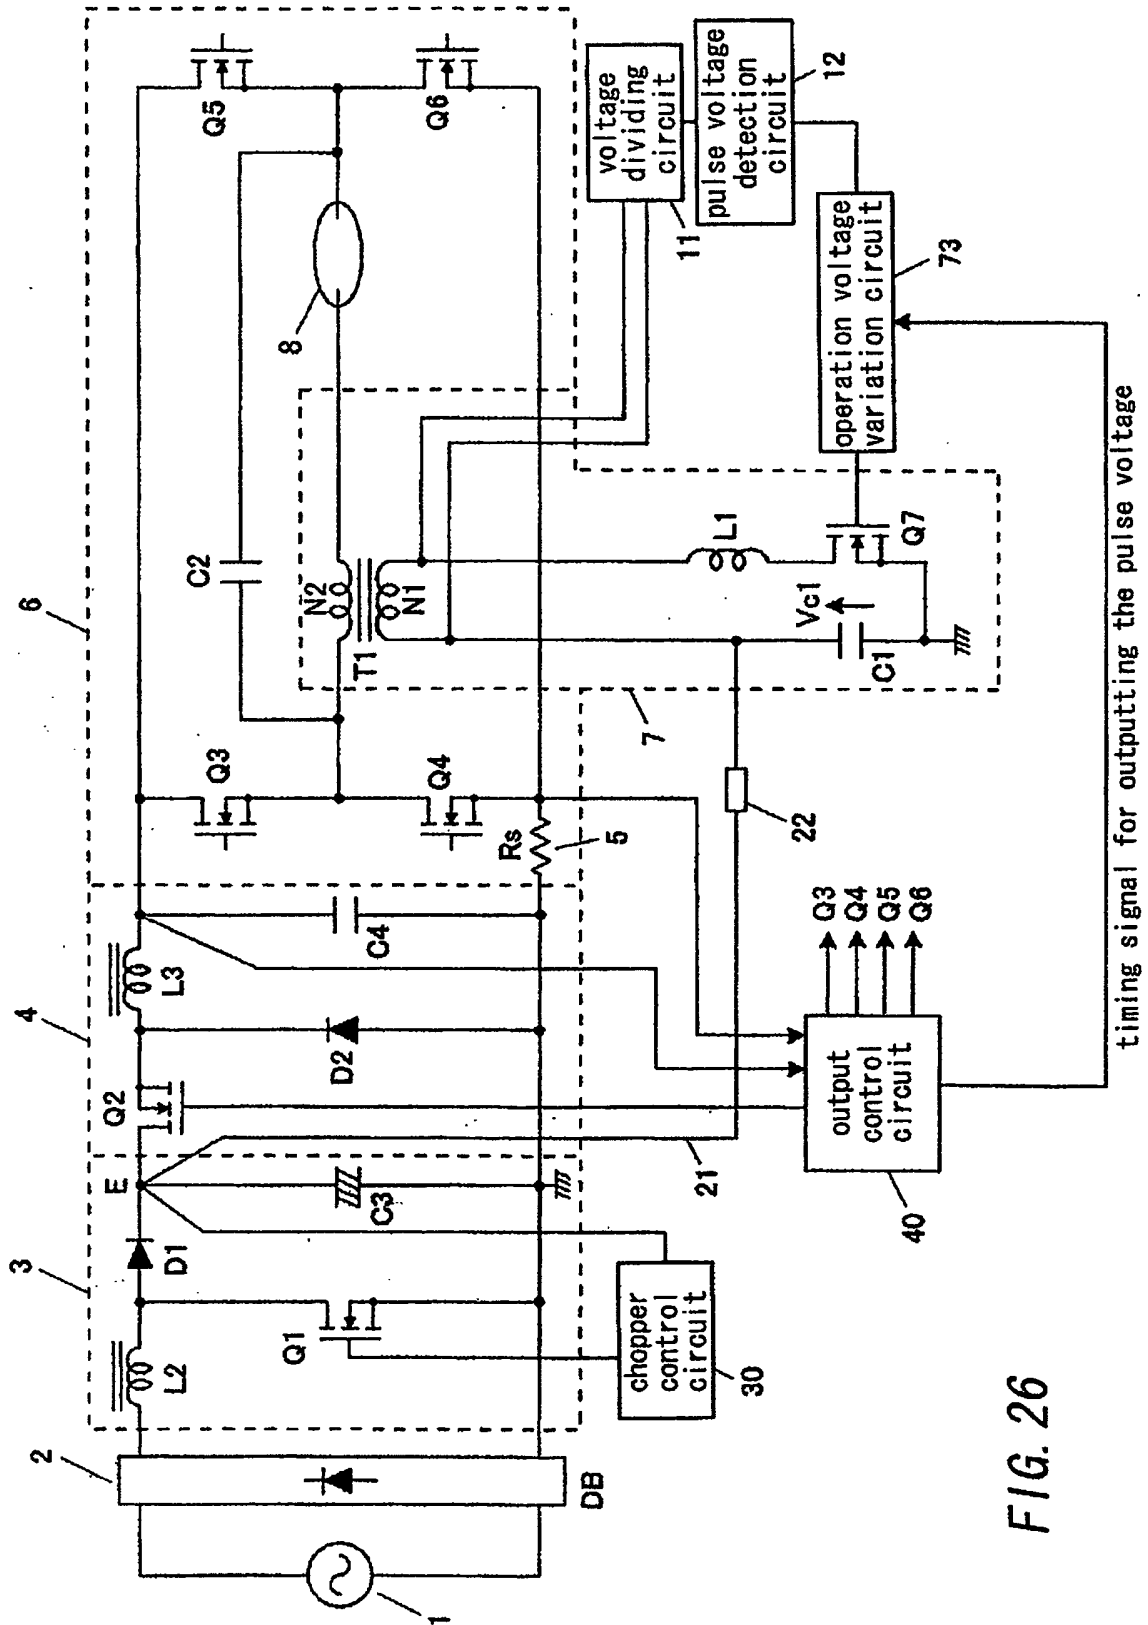 6
4
3
2
1
DB
L2
D1
Q1
E
C3
Q2
D2
L3
C4
Rs
5
Q3
Q4
C2
N2
N1
T1
8
Q5
Q6
7
L1
Vc1
C1
Q7
21
22
voltage
dividing
circuit
11
pulse voltage
detection
circuit
12
operation voltage
variation circuit
73
chopper
control
circuit
30
output
control
circuit
40
Q3
Q4
Q5
Q6
timing signal for outputting the pulse voltage
FIG. 26